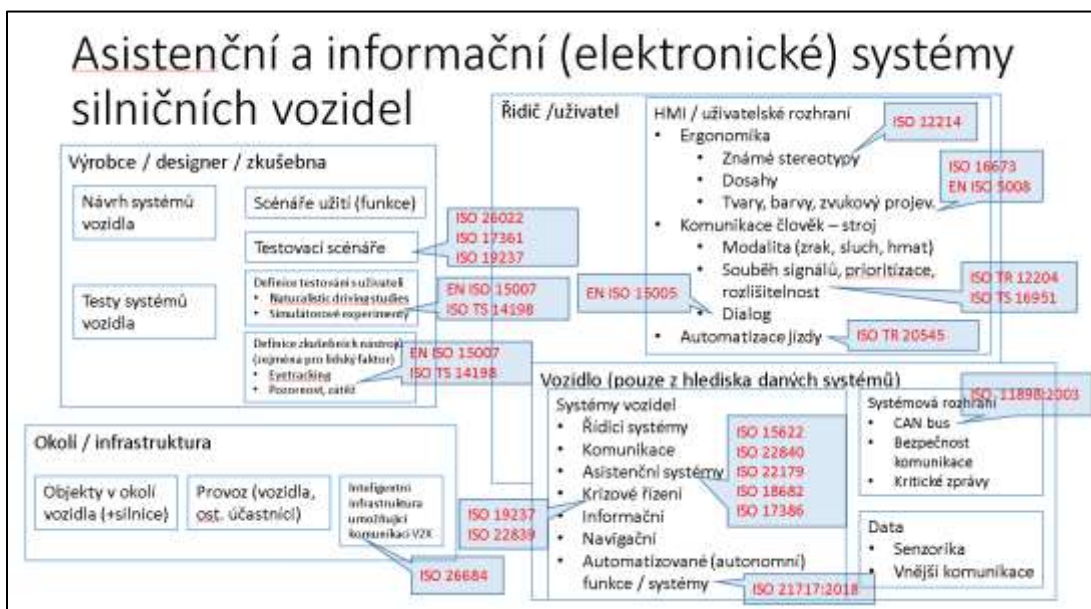 Asistenční a informační (elektronické) systémy
silničních vozidel
Výrobce / designer / zkušebna
Návrh systémů
vozidla
Testy systémů
vozidla
Scénáře užití (funkce)
Testovací scénáře
ISO 26022
ISO 17361
ISO 19237
Definice testování s uživateli
• Naturalistic driving studies
• Simulátorové experimenty
EN ISO 15007
ISO TS 14198
Definice zkušebních nástrojů
(zejména pro lidský faktor)
• Eyetracking
• Pozornost, zátěž
EN ISO 15007
ISO TS 14198
Řidič /uživatel
HMI / uživatelské rozhraní
• Ergonomika
• Známé stereotypy
• Dosahy
• Tvary, barvy, zvukový projev.
• Komunikace člověk – stroj
• Modalita (zrak, sluch, hmat)
• Souběh signálů, prioritizace,
rozlišitelnost
• Dialog
• Automatizace jízdy
ISO 12214
ISO 16673
EN ISO 5008
ISO TR 12204
ISO TS 16951
EN ISO 15005
ISO TR 20545
Okolí / infrastruktura
Objekty v okolí
vozidla (+silnice)
Provoz (vozidla,
ost. účastníci)
Inteligentní
infrastruktura
umožňující
komunikaci V2X
ISO 26684
Vozidlo (pouze z hlediska daných systémů)
Systémy vozidel
• Řídicí systémy
• Komunikace
• Asistenční systémy
• Krizové řízení
• Informační
• Navigační
• Automatizované (autonomní)
funkce / systémy
ISO 15622
ISO 22840
ISO 22179
ISO 18682
ISO 17386
ISO 19237
ISO 22839
ISO 21717:2018
Systémová rozhraní
• CAN bus
• Bezpečnost
komunikace
• Kritické zprávy
ISO, 11898:2003
Data
• Senzorika
• Vnější komunikace